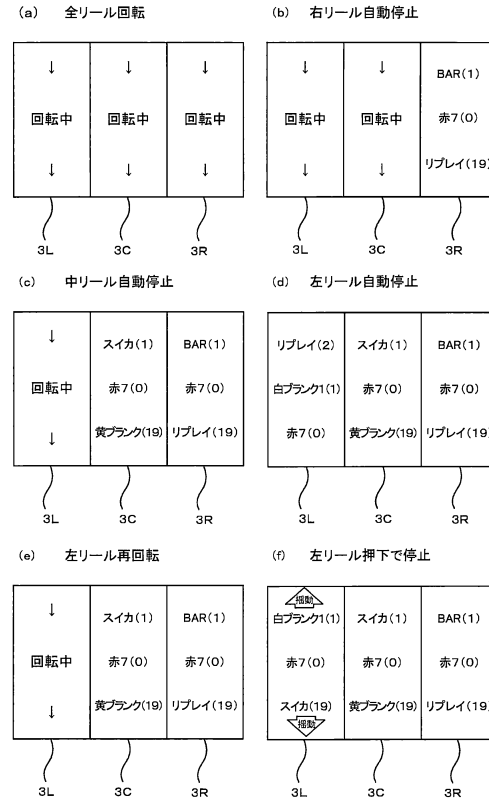 (a) 全リール回転
↓ ↓ ↓
回転中 回転中 回転中
↓ ↓ ↓
3L 3C 3R
(b) 右リール自動停止
↓ ↓ BAR(1)
回転中 回転中 赤7(0)
↓ ↓ リプレイ(19)
3L 3C 3R
(c) 中リール自動停止
↓ スイカ(1) BAR(1)
回転中 赤7(0) 赤7(0)
↓ 黄ブランク(19) リプレイ(19)
3L 3C 3R
(d) 左リール自動停止
リプレイ(2) スイカ(1) BAR(1)
白ブランク1(1) 赤7(0) 赤7(0)
赤7(0) 黄ブランク(19) リプレイ(19)
3L 3C 3R
(e) 左リール再回転
↓ スイカ(1) BAR(1)
回転中 赤7(0) 赤7(0)
↓ 黄ブランク(19) リプレイ(19)
3L 3C 3R
(f) 左リール押下で停止
揺動
白ブランク1(1) スイカ(1) BAR(1)
赤7(0) 赤7(0) 赤7(0)
スイカ(19) 黄ブランク(19) リプレイ(19)
揺動
3L 3C 3R